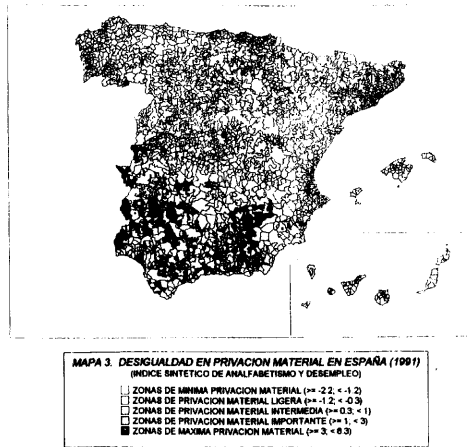 MAPA 3. DESIGUALDAD EN PRIVACION MATERIAL EN ESPAÑA (1991)
(INDICE SINTETICO DE ANALFABETISMO Y DESEMPLEO)
ZONAS DE MINIMA PRIVACION MATERIAL (>= -2.2; < -1.2)
ZONAS DE PRIVACION MATERIAL LIGERA (>= -1.2; < -0.3)
ZONAS DE PRIVACION MATERIAL INTERMEDIA (>= 0.3; < 1)
ZONAS DE PRIVACION MATERIAL IMPORTANTE (>= 1; < 3)
ZONAS DE MAXIMA PRIVACION MATERIAL (>= 3; < 6.3)